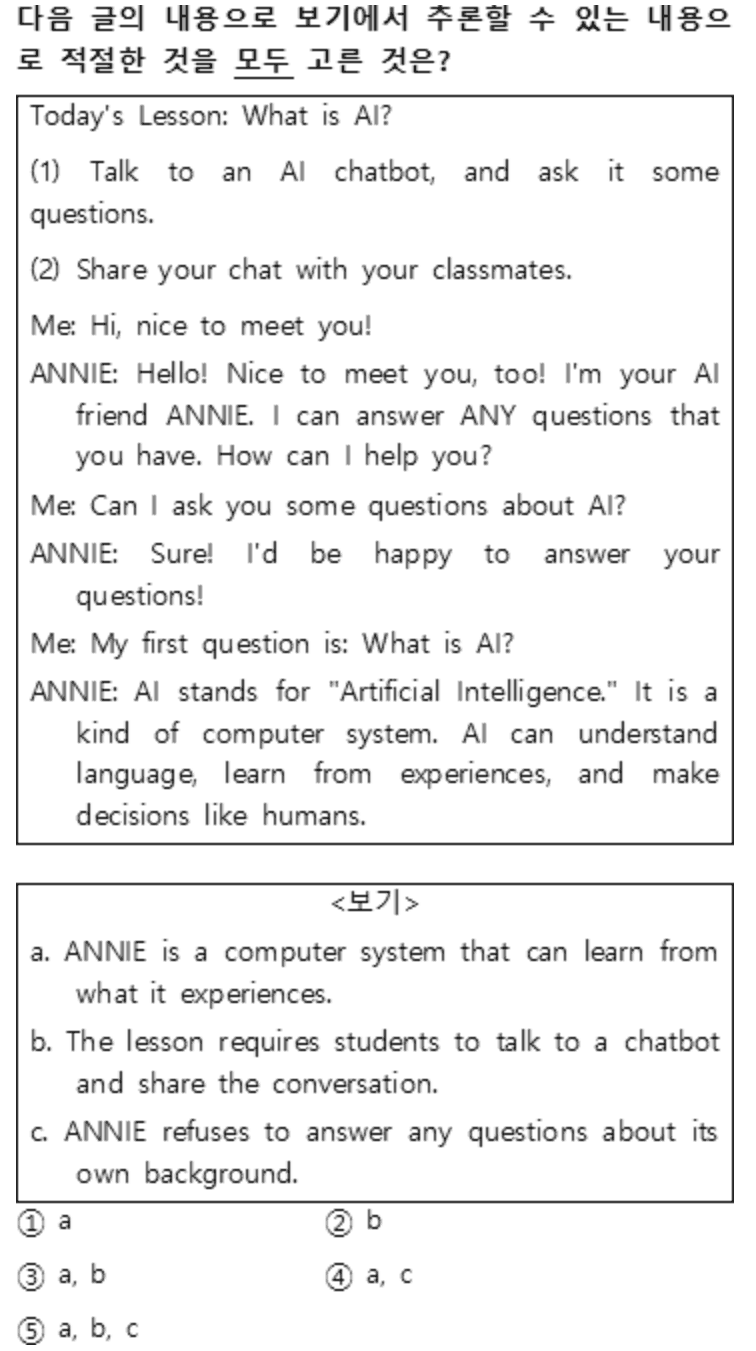 다음 글의 내용으로 보기에서 추론할 수 있는 내용으
로 적절한 것을 모두 고른 것은?
Today's Lesson: What is AI?
(1) Talk to an AI chatbot, and ask it some
questions.
(2) Share your chat with your classmates.
Me: Hi, nice to meet you!
ANNIE: Hello! Nice to meet you, too! I'm your AI
friend ANNIE. I can answer ANY questions that
you have. How can I help you?
Me: Can I ask you some questions about AI?
ANNIE: Sure! I'd be happy to answer your
questions!
Me: My first question is: What is AI?
ANNIE: AI stands for "Artificial Intelligence." It is a
kind of computer system. AI can understand
language, learn from experiences, and make
decisions like humans.
<보기>
a. ANNIE is a computer system that can learn from
what it experiences.
b. The lesson requires students to talk to a chatbot
and share the conversation.
c. ANNIE refuses to answer any questions about its
own background.
① a ② b
③ a, b ④ a, c
⑤ a, b, c